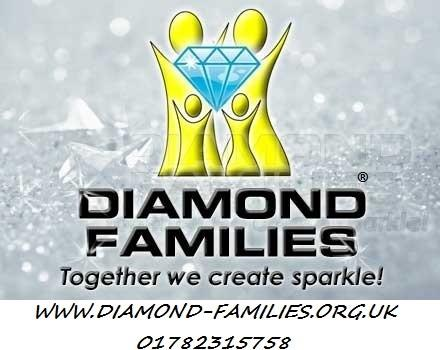 ®
DIAMOND
FAMILIES
Together we create sparkle!
WWW.DIAMOND-FAMILIES.ORG.UK
01782315758